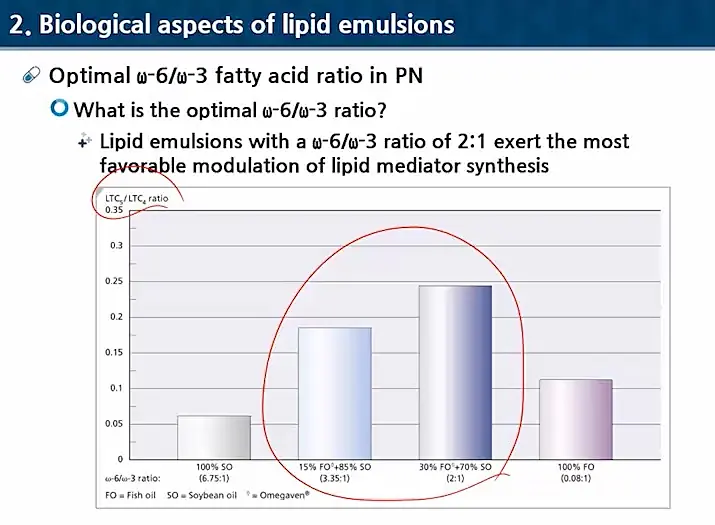 2. Biological aspects of lipid emulsions
Optimal ω-6/ω-3 fatty acid ratio in PN
What is the optimal ω-6/ω-3 ratio?
Lipid emulsions with a ω-6/ω-3 ratio of 2:1 exert the most
favorable modulation of lipid mediator synthesis
LTC₅/LTC₄ ratio
0.35
0.3
0.25
0.2
0.15
0.1
0.05
0
100% SO 15% FO◊+85% SO 30% FO◊+70% SO 100% FO
ω-6/ω-3 ratio: (6.75:1) (3.35:1) (2:1) (0.08:1)
FO = Fish oil SO = Soybean oil ◊ = Omegaven®